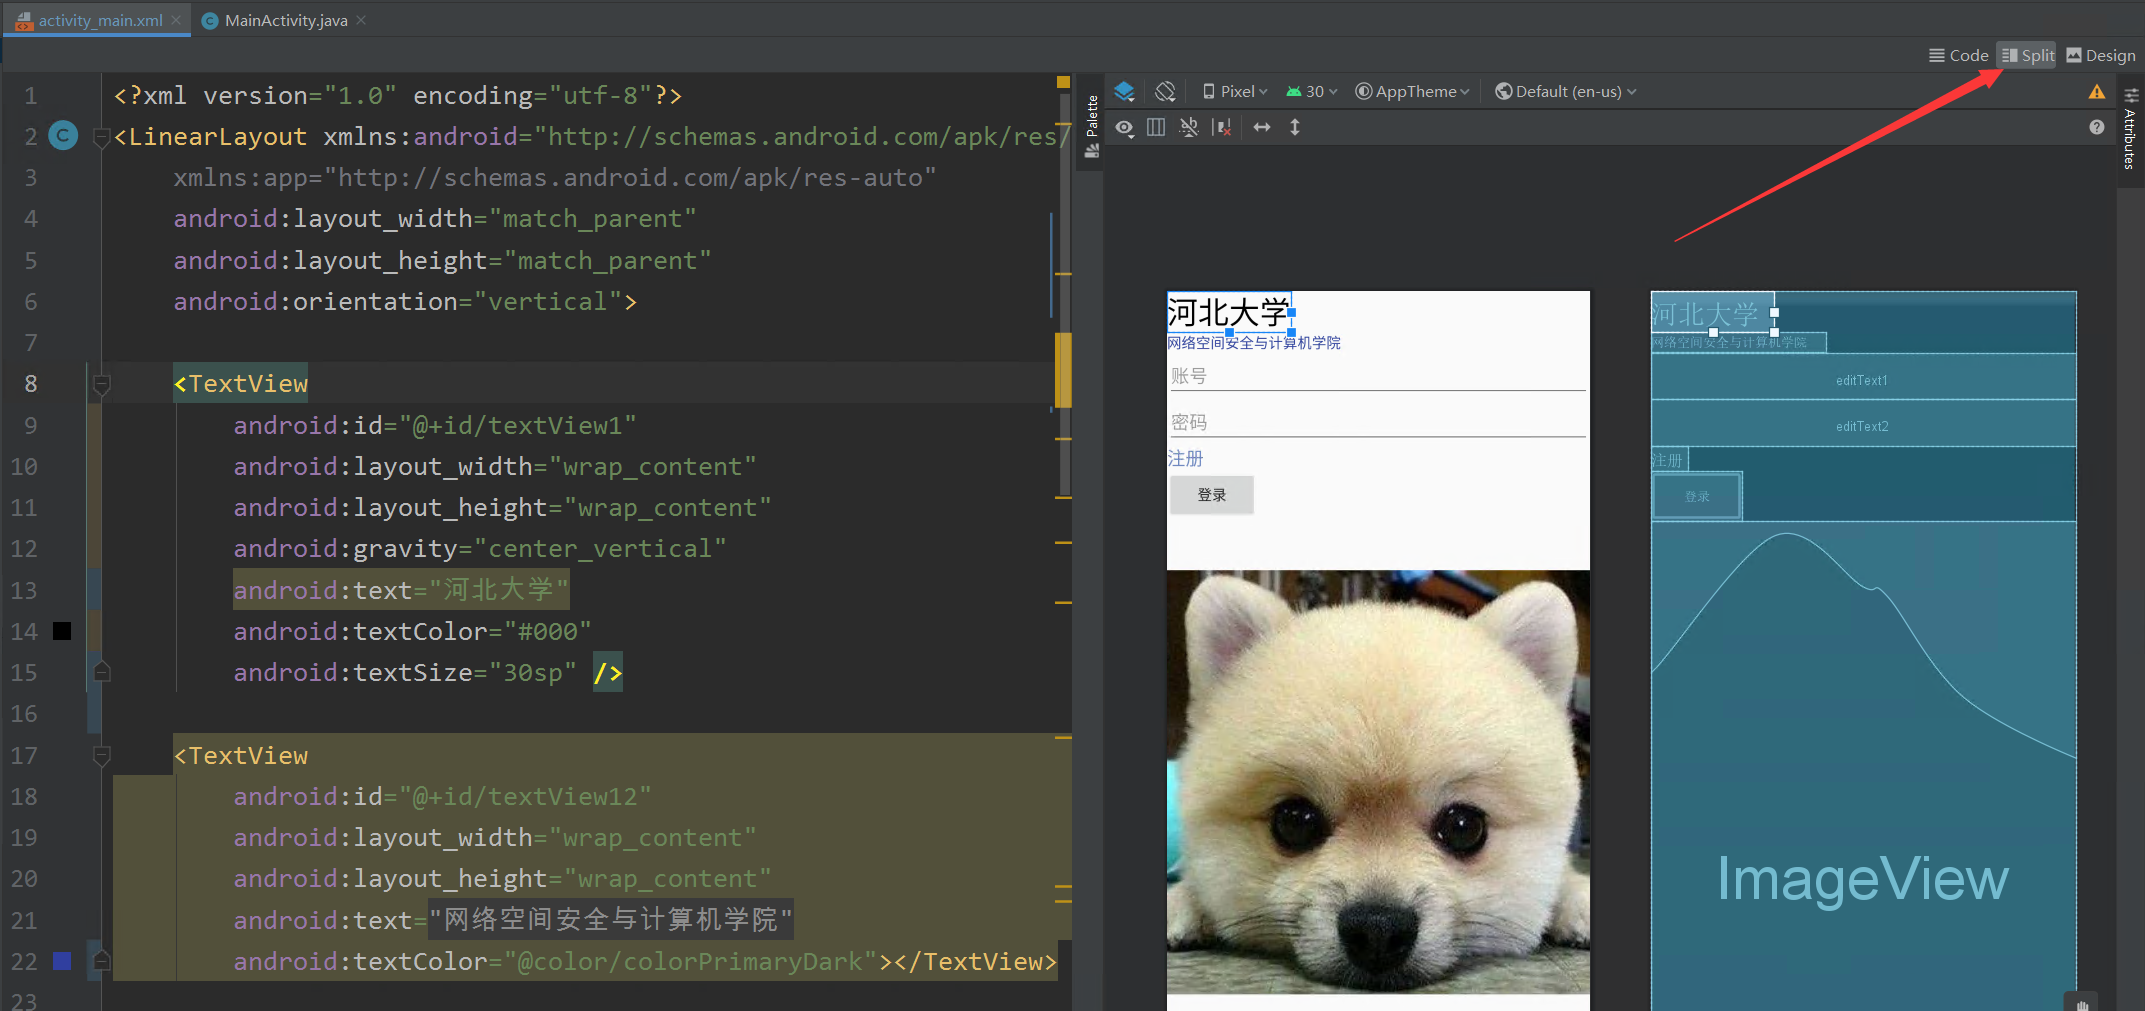 activity_main.xml
MainActivity.java
Code
Split
Design
1 <?xml version="1.0" encoding="utf-8"?>
2 <LinearLayout xmlns:android="http://schemas.android.com/apk/res/
3 xmlns:app="http://schemas.android.com/apk/res-auto"
4 android:layout_width="match_parent"
5 android:layout_height="match_parent"
6 android:orientation="vertical">
7
8 <TextView
9 android:id="@+id/textView1"
10 android:layout_width="wrap_content"
11 android:layout_height="wrap_content"
12 android:gravity="center_vertical"
13 android:text="河北大学"
14 android:textColor="#000"
15 android:textSize="30sp" />
16
17 <TextView
18 android:id="@+id/textView12"
19 android:layout_width="wrap_content"
20 android:layout_height="wrap_content"
21 android:text="网络空间安全与计算机学院"
22 android:textColor="@color/colorPrimaryDark"></TextView>
23
C
Palette
Pixel
30
AppTheme
Default (en-us)
Attributes
河北大学
网络空间安全与计算机学院
账号
密码
注册
登录
河北大学
网络空间安全与计算机学院
editText1
editText2
注册
登录
ImageView